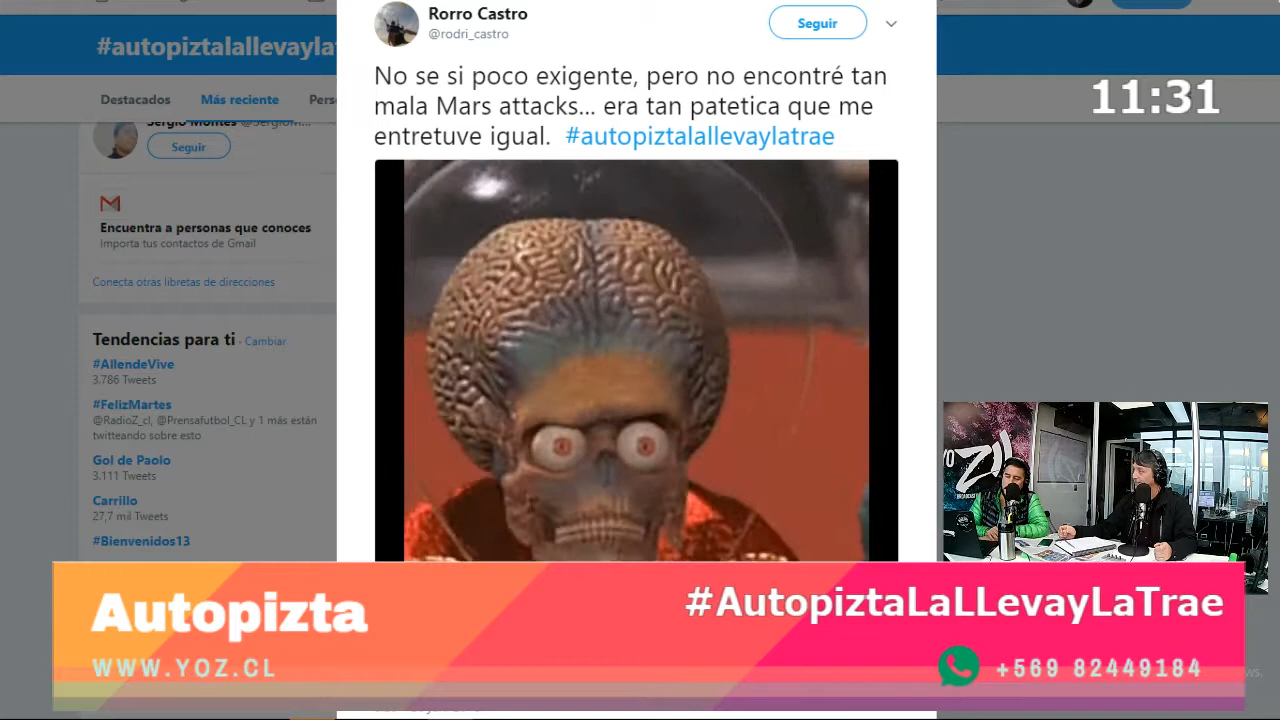 Rorro Castro
@rodri_castro
Seguir
No se si poco exigente, pero no encontré tan
mala Mars attacks... era tan patetica que me
entretuve igual. #autopiztalallevaylatrae
#autopiztalallevaylat
Destacados
Más reciente
Pers
Sergio Montes
Seguir
Encuentra a personas que conoces
Importa tus contactos de Gmail
Conecta otras libretas de direcciones
Tendencias para ti - Cambiar
#AllendeVive
3.786 Tweets
#FelizMartes
@RadioZ_cl, @Prensafutbol_CL y 1 más están
twitteando sobre esto
Gol de Paolo
3.111 Tweets
Carrillo
27,7 mil Tweets
#Bienvenidos13
11:31
Autopizta
WWW.YOZ.CL
#AutopiztaLaLLevayLaTrae
+569 82449184